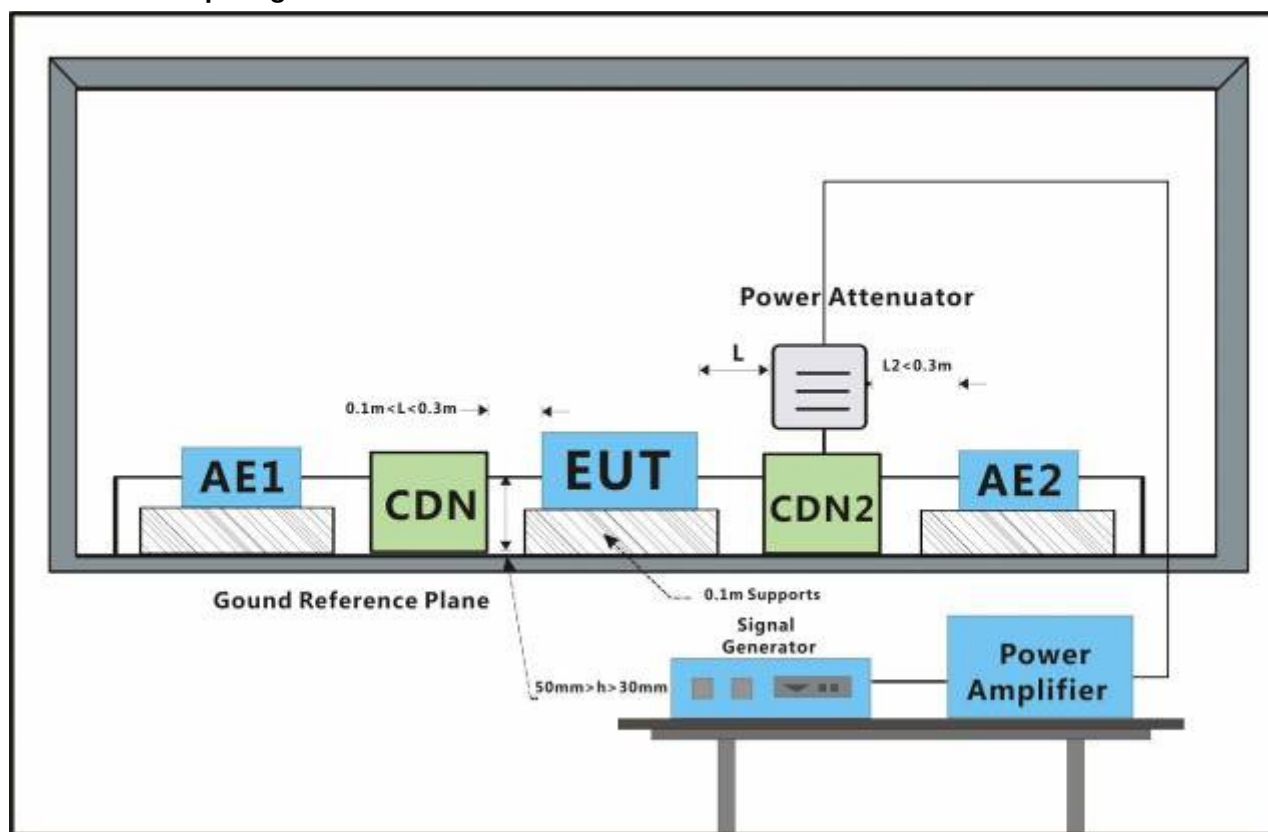 Power Attenuator
L
L2<0.3m
0.1m<L<0.3m
AE1
CDN
EUT
CDN2
AE2
Gound Reference Plane
0.1m Supports
Signal
Generator
50mm>h>30mm
Power
Amplifier